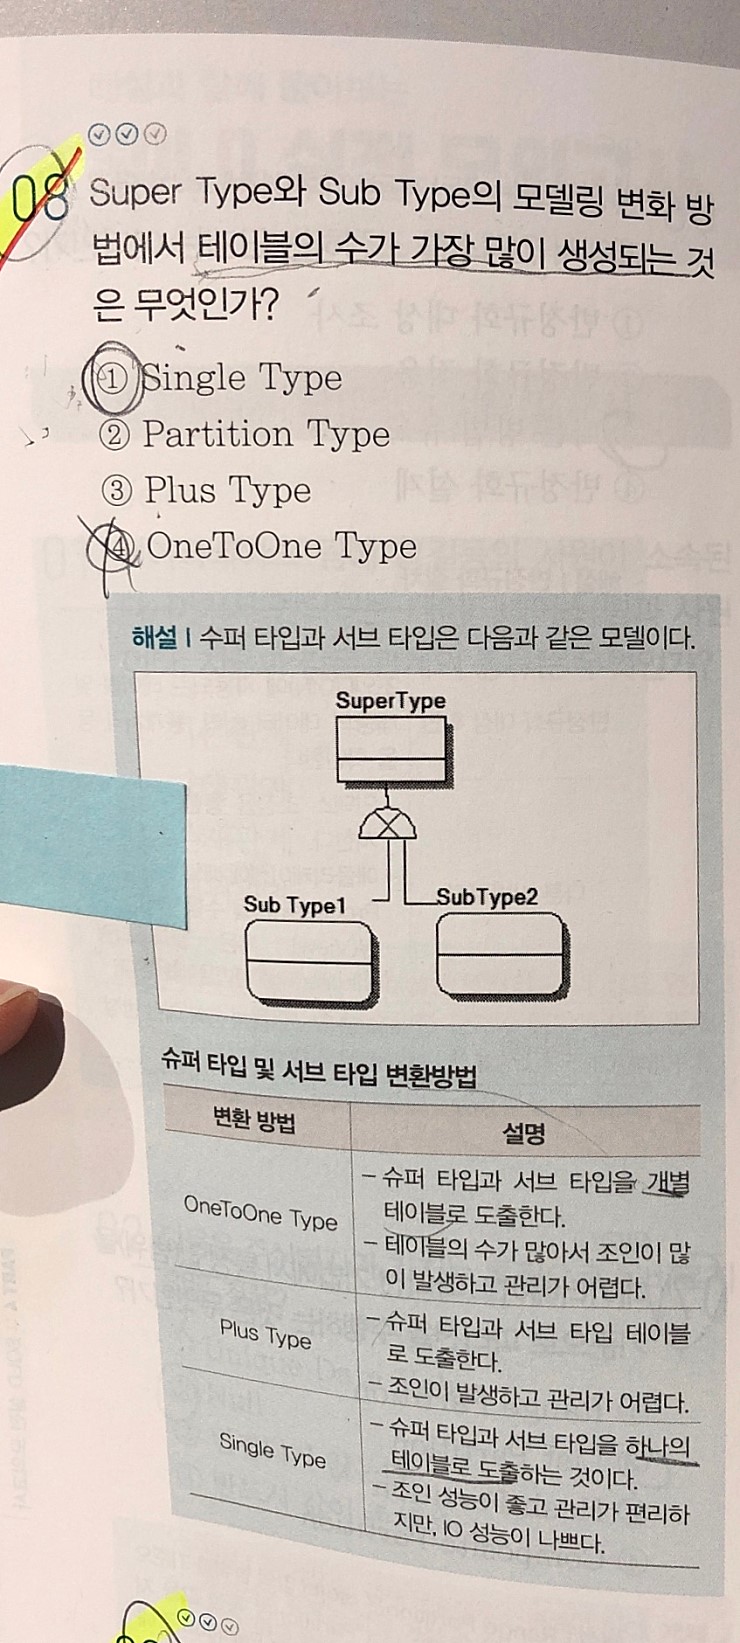 08 Super Type와 Sub Type의 모델링 변화 방
법에서 테이블의 수가 가장 많이 생성되는 것
은 무엇인가?
① Single Type
② Partition Type
③ Plus Type
④ OneToOne Type
해설 | 수퍼 타입과 서브 타입은 다음과 같은 모델이다.
SuperType
Sub Type1
SubType2
슈퍼 타입 및 서브 타입 변환방법
변환 방법
설명
OneToOne Type
- 슈퍼 타입과 서브 타입을 개별
테이블로 도출한다.
- 테이블의 수가 많아서 조인이 많
이 발생하고 관리가 어렵다.
Plus Type
- 슈퍼 타입과 서브 타입 테이블
로 도출한다.
- 조인이 발생하고 관리가 어렵다.
Single Type
- 슈퍼 타입과 서브 타입을 하나의
테이블로 도출하는 것이다.
- 조인 성능이 좋고 관리가 편리하
지만, IO 성능이 나쁘다.